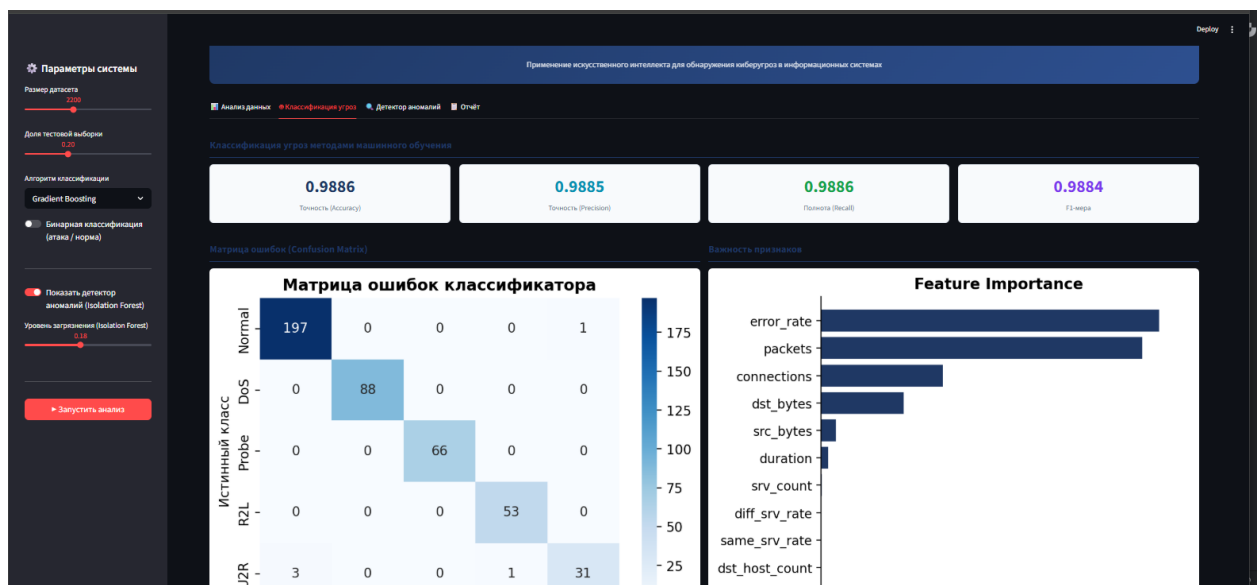 Deploy
Параметры системы
Размер датасета
2200
Доля тестовой выборки
0.20
Алгоритм классификации
Gradient Boosting
Бинарная классификация
(атака / норма)
Показать детектор
аномалий (Isolation Forest)
Уровень загрязнения (Isolation Forest)
0.18
Запустить анализ
Применение искусственного интеллекта для обнаружения киберугроз в информационных системах
Анализ данных Классификация угроз Детектор аномалий Отчёт
Классификация угроз методами машинного обучения
0.9886
Точность (Accuracy)
0.9885
Точность (Precision)
0.9886
Полнота (Recall)
0.9884
F1-мера
Матрица ошибок (Confusion Matrix)
Матрица ошибок классификатора
Истинный класс
Normal 197 0 0 0 1
DoS 0 88 0 0 0
Probe 0 0 66 0 0
R2L 0 0 0 53 0
U2R 3 0 0 1 31
175
150
125
100
75
50
25
Важность признаков
Feature Importance
error_rate
packets
connections
dst_bytes
src_bytes
duration
srv_count
diff_srv_rate
same_srv_rate
dst_host_count